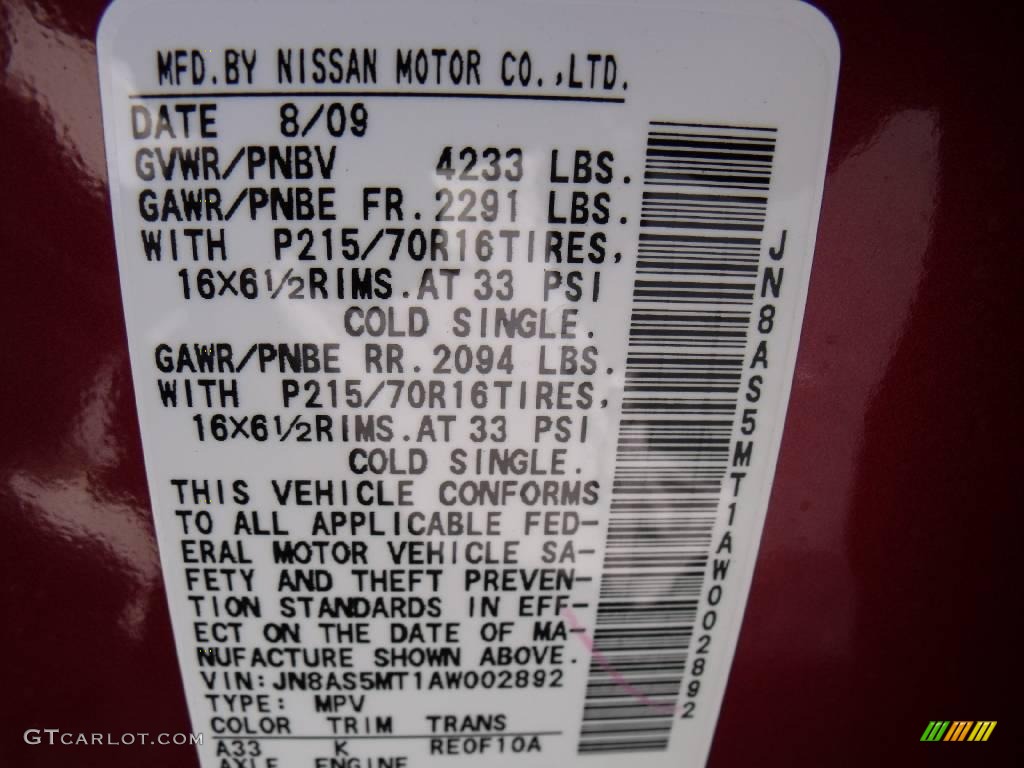 MFD.BY NISSAN MOTOR CO.,LTD.
DATE 8/09
GVWR/PNBV 4233 LBS.
GAWR/PNBE FR.2291 LBS.
WITH P215/70R16TIRES,
16X6½RIMS.AT 33 PSI
COLD SINGLE.
GAWR/PNBE RR.2094 LBS.
WITH P215/70R16TIRES,
16X6½RIMS.AT 33 PSI
COLD SINGLE.
THIS VEHICLE CONFORMS
TO ALL APPLICABLE FED-
ERAL MOTOR VEHICLE SA-
FETY AND THEFT PREVEN-
TION STANDARDS IN EFF-
ECT ON THE DATE OF MA-
NUFACTURE SHOWN ABOVE.
VIN:JN8AS5MT1AW002892
TYPE: MPV
COLOR TRIM TRANS
A33 K RE0F10A
AXLE ENGINE
JN8AS5MT1AW002892
GTCARLOT.COM